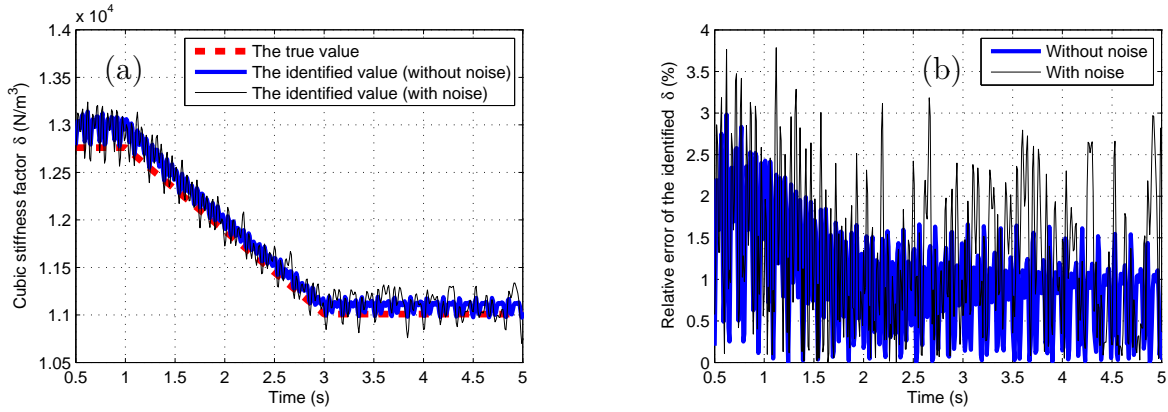 x 10⁴
1.4
1.35
1.3
1.25
1.2
1.15
1.1
1.05
Cubic stiffness factor δ (N/m³)
(a)
The true value
The identified value (without noise)
The identified value (with noise)
0.5 1 1.5 2 2.5 3 3.5 4 4.5 5
Time (s)
4
3.5
3
2.5
2
1.5
1
0.5
0
Relative error of the identified δ (%)
(b)
Without noise
With noise
0.5 1 1.5 2 2.5 3 3.5 4 4.5 5
Time (s)